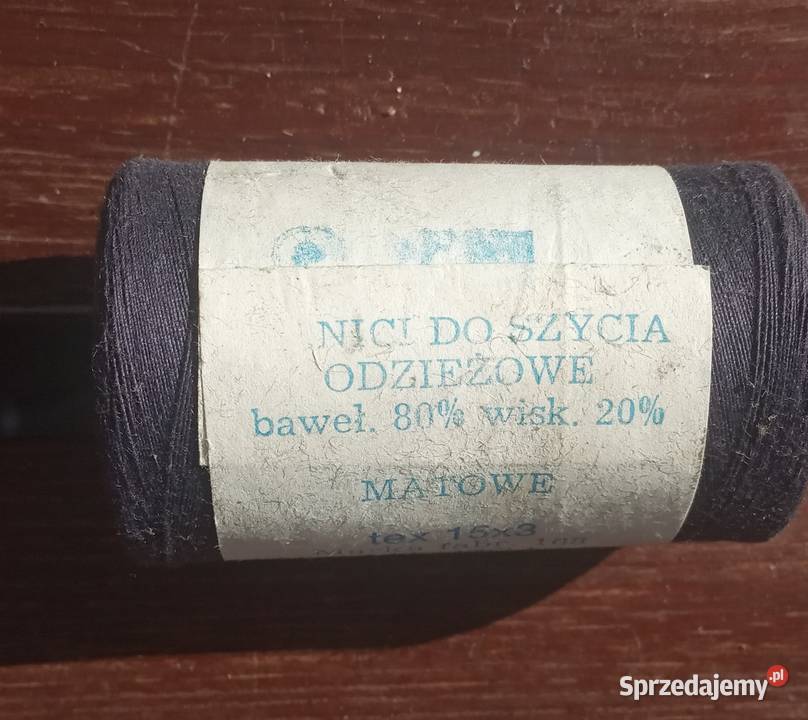 NICI DO SZYCIA
ODZIEŻOWE
baweł. 80% wisk. 20%
MATOWE
tex 15x3
Sprzedajemy.pl